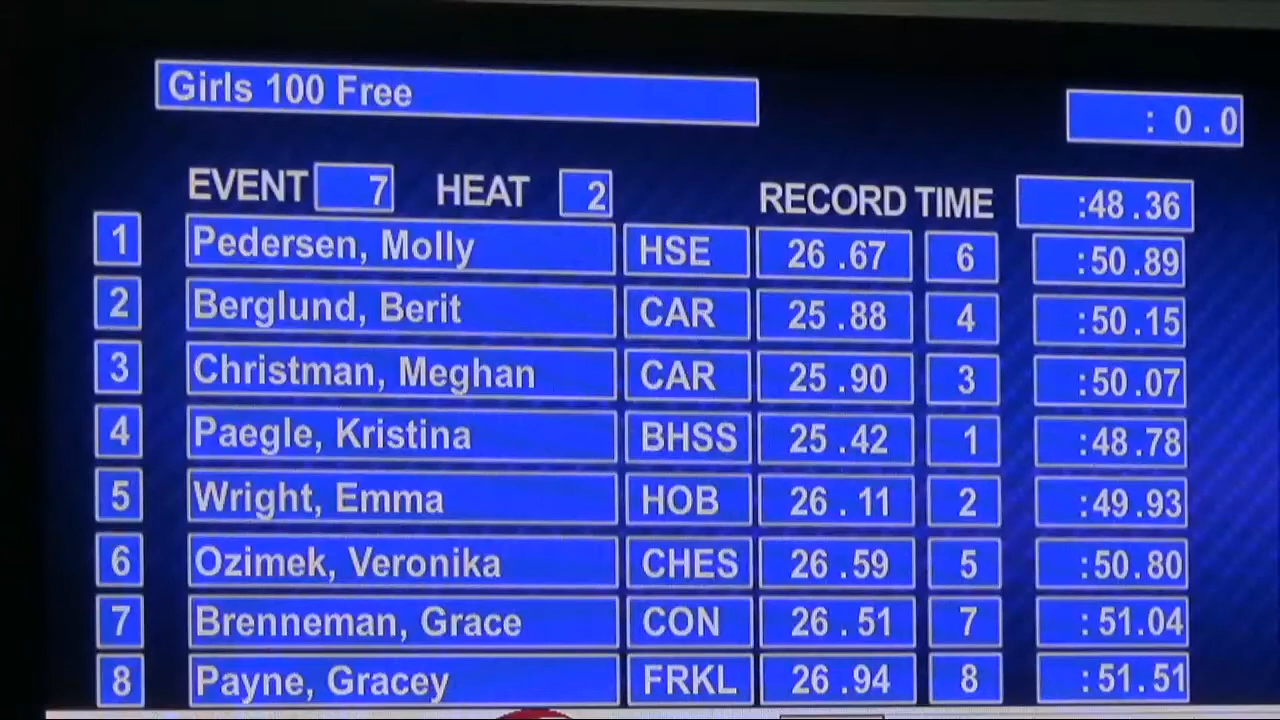 Girls 100 Free
: 0.0
EVENT 7 HEAT 2 RECORD TIME :48.36
1 Pedersen, Molly HSE 26.67 6 :50.89
2 Berglund, Berit CAR 25.88 4 :50.15
3 Christman, Meghan CAR 25.90 3 :50.07
4 Paegle, Kristina BHSS 25.42 1 :48.78
5 Wright, Emma HOB 26.11 2 :49.93
6 Ozimek, Veronika CHES 26.59 5 :50.80
7 Brenneman, Grace CON 26.51 7 :51.04
8 Payne, Gracey FRKL 26.94 8 :51.51